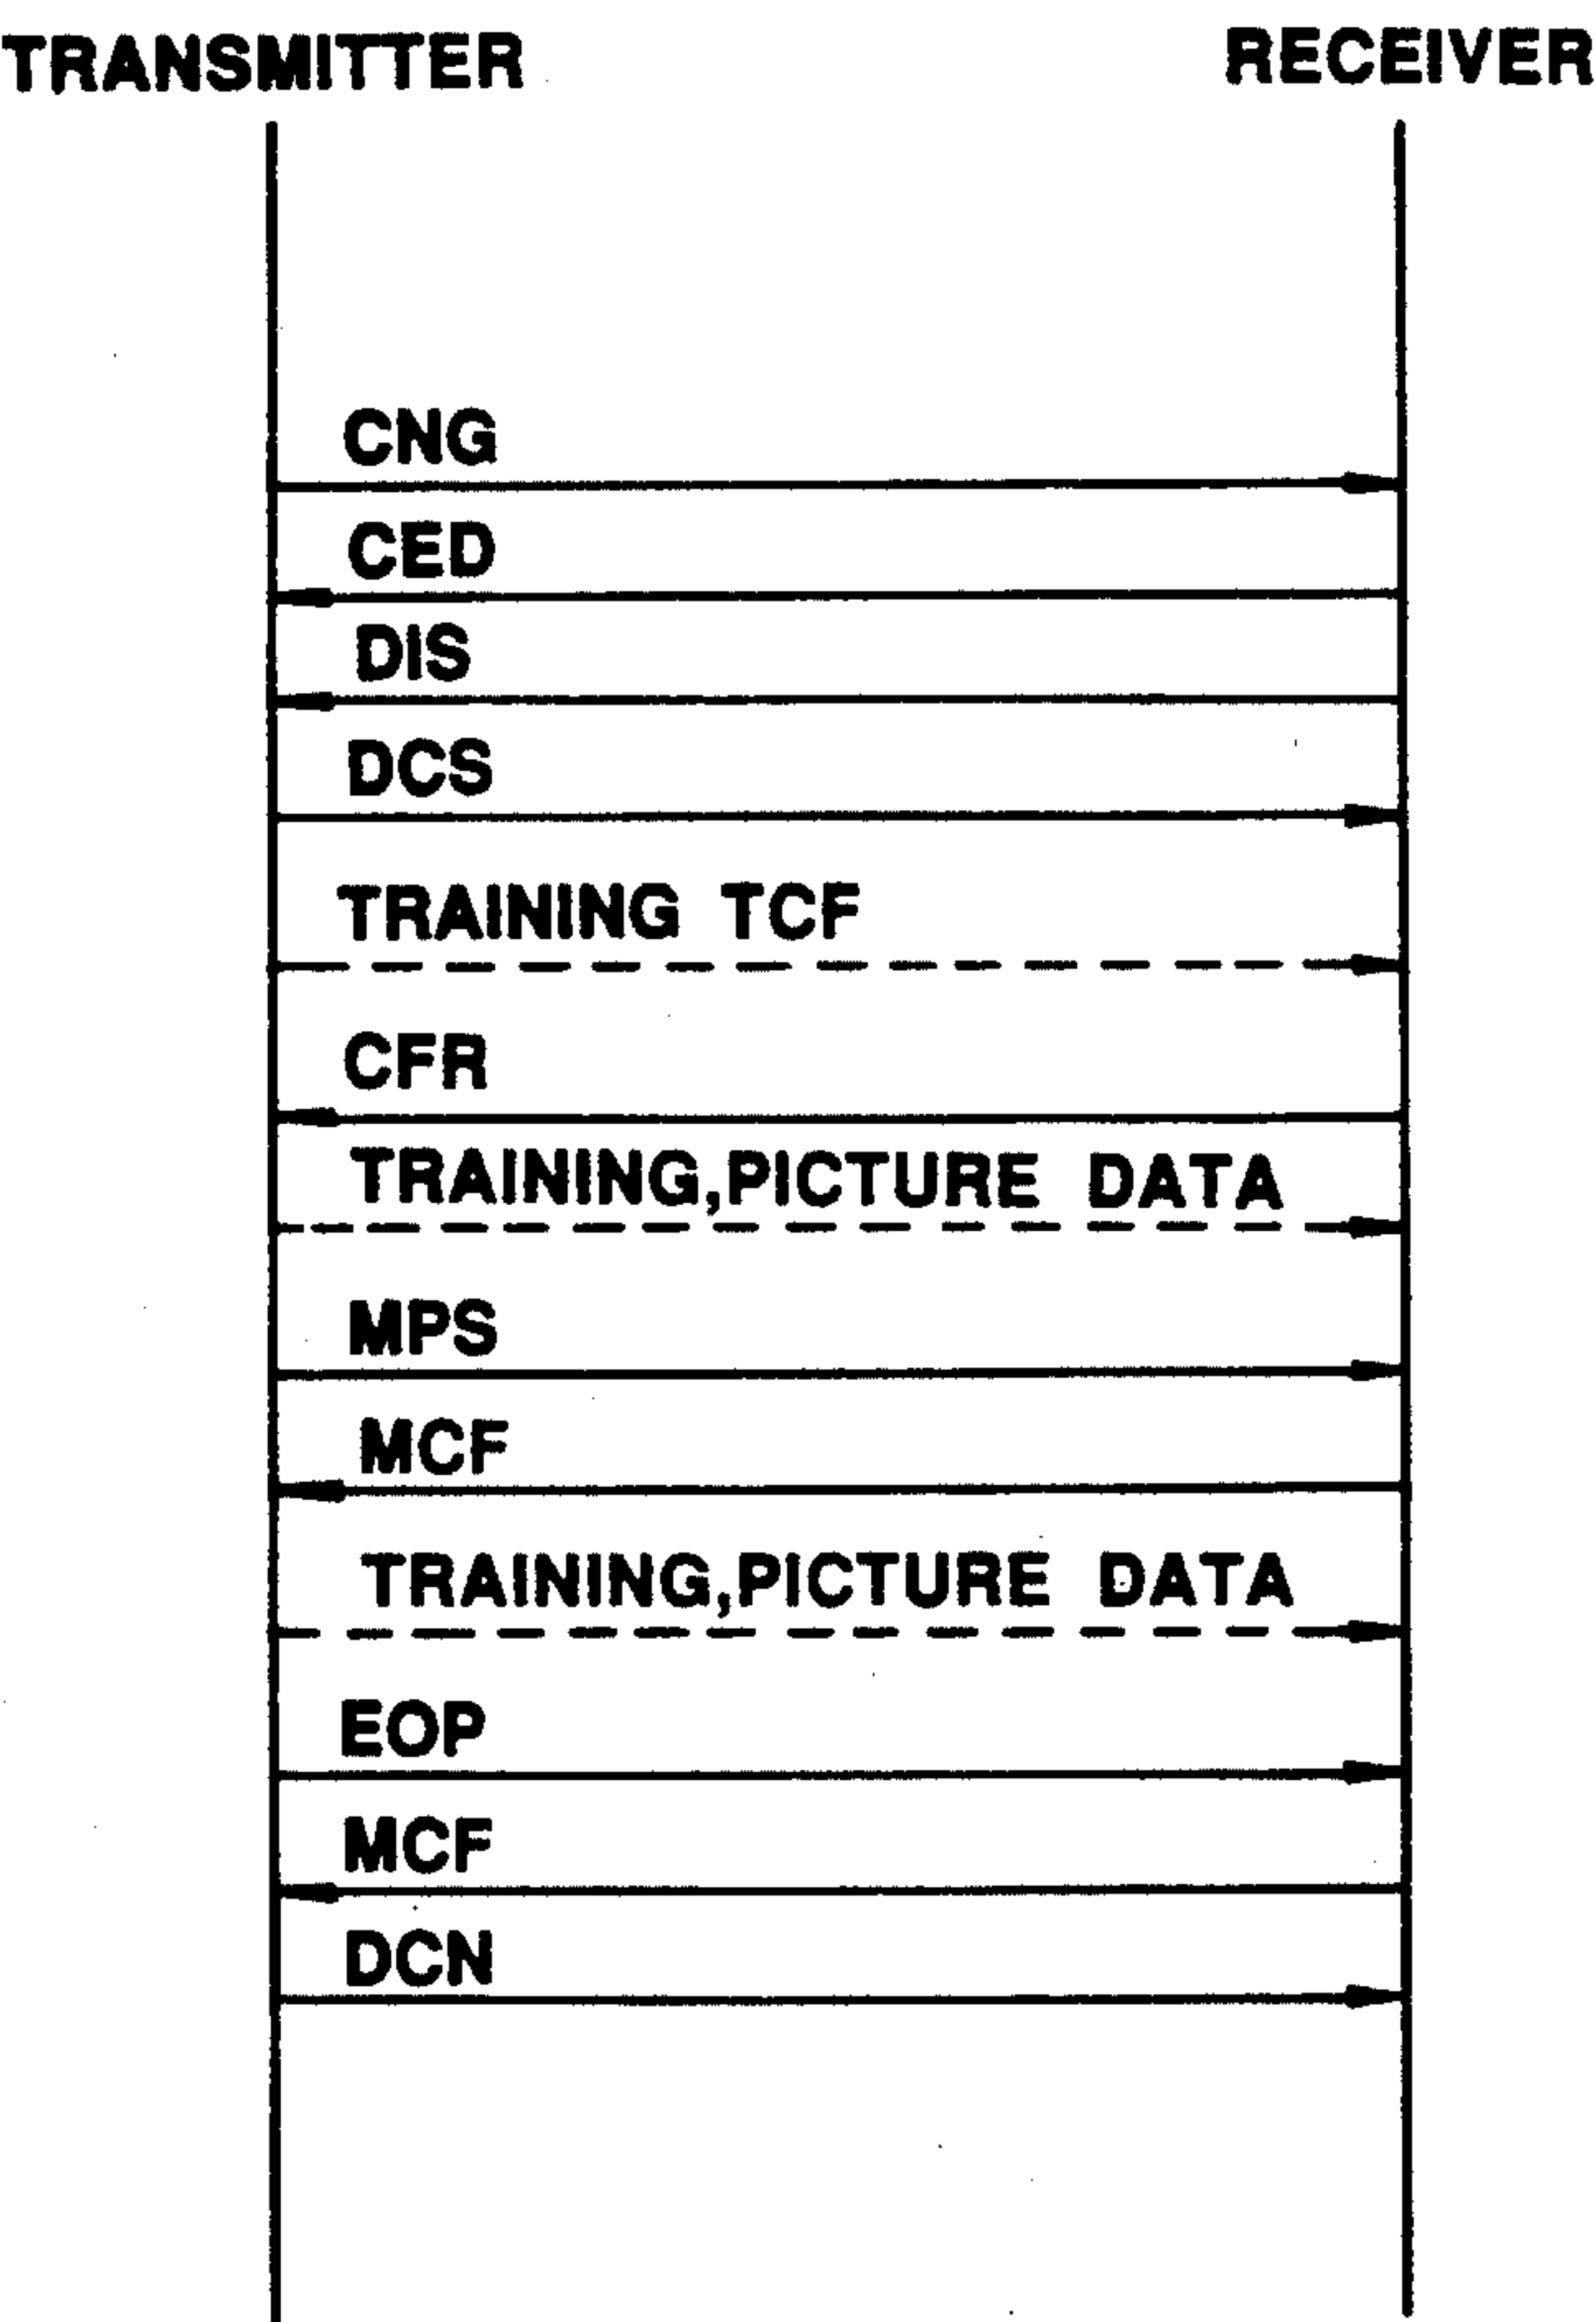 TRANSMITTER RECEIVER
CNG
CED
DIS
DCS
TRAINING TCF
CFR
TRAINING,PICTURE DATA
MPS
MCF
TRAINING,PICTURE DATA
EOP
MCF
DCN